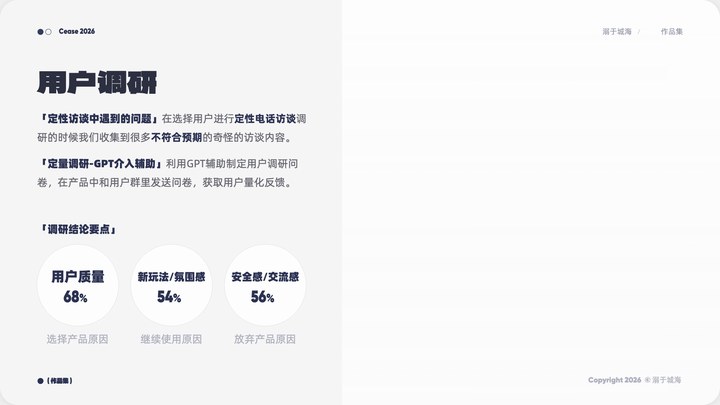 Cease 2026
溺于城海 / 作品集
用户调研
「定性访谈中遇到的问题」在选择用户进行定性电话访谈调
研的时候我们收集到很多不符合预期的奇怪的访谈内容。
「定量调研-GPT介入辅助」利用GPT辅助制定用户调研问
卷，在产品中和用户群里发送问卷，获取用户量化反馈。
「调研结论要点」
用户质量
68%
选择产品原因
新玩法/氛围感
54%
继续使用原因
安全感/交流感
56%
放弃产品原因
(作品集)
Copyright 2026 ® 溺于城海